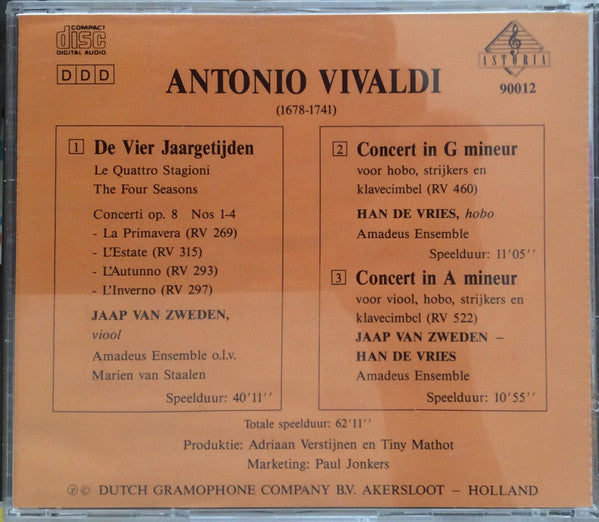 COMPACT
disc
DIGITAL AUDIO
DDD
ASTORIA
90012
ANTONIO VIVALDI
(1678-1741)
1 De Vier Jaargetijden
Le Quattro Stagioni
The Four Seasons
Concerti op. 8 Nos 1-4
- La Primavera (RV 269)
- L'Estate (RV 315)
- L'Autunno (RV 293)
- L'Inverno (RV 297)
JAAP VAN ZWEDEN,
viool
Amadeus Ensemble o.l.v.
Marien van Staalen
Speelduur: 40'11''
2 Concert in G mineur
voor hobo, strijkers en
klavecimbel (RV 460)
HAN DE VRIES, hobo
Amadeus Ensemble
Speelduur: 11'05''
3 Concert in A mineur
voor viool, hobo, strijkers en
klavecimbel (RV 522)
JAAP VAN ZWEDEN –
HAN DE VRIES
Amadeus Ensemble
Speelduur: 10'55''
Totale speelduur: 62'11''
Produktie: Adriaan Verstijnen en Tiny Mathot
Marketing: Paul Jonkers
℗© DUTCH GRAMOPHONE COMPANY B.V. AKERSLOOT – HOLLAND